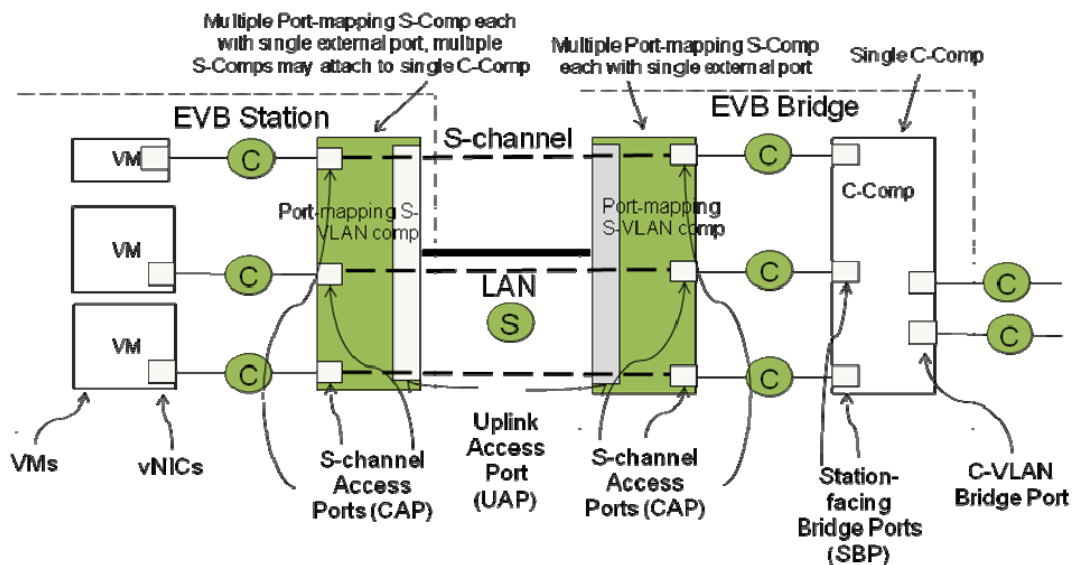 Multiple Port-mapping S-Comp each
with single external port, multiple
S-Comps may attach to single C-Comp
Multiple Port-mapping S-Comp
each with single external port
Single C-Comp
EVB Station
EVB Bridge
S-channel
VM
C
C
C-Comp
Port-mapping S-
VLAN comp
Port-mapping
S-VLAN comp
VM
C
C
LAN
S
C
C
VM
C
C
VMs
vNICs
S-channel
Access
Ports (CAP)
Uplink
Access
Port
(UAP)
S-channel
Access
Ports (CAP)
Station-
facing
Bridge Ports
(SBP)
C-VLAN
Bridge Port